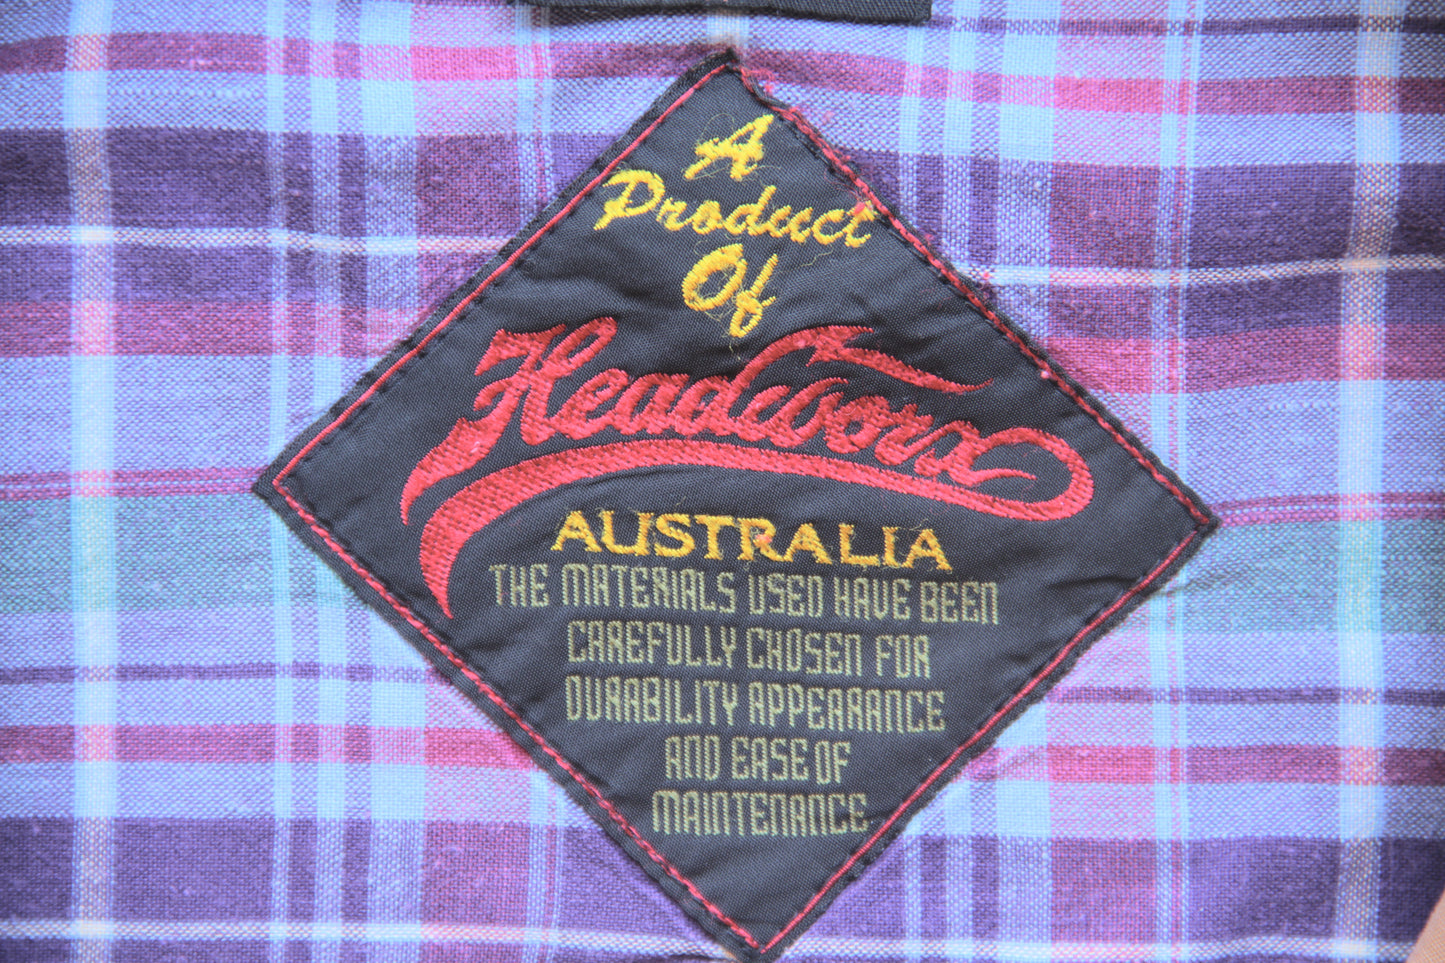 A
Product
Of
Headworx
AUSTRALIA
THE MATERIALS USED HAVE BEEN
CAREFULLY CHOSEN FOR
DURABILITY APPEARANCE
AND EASE OF
MAINTENANCE